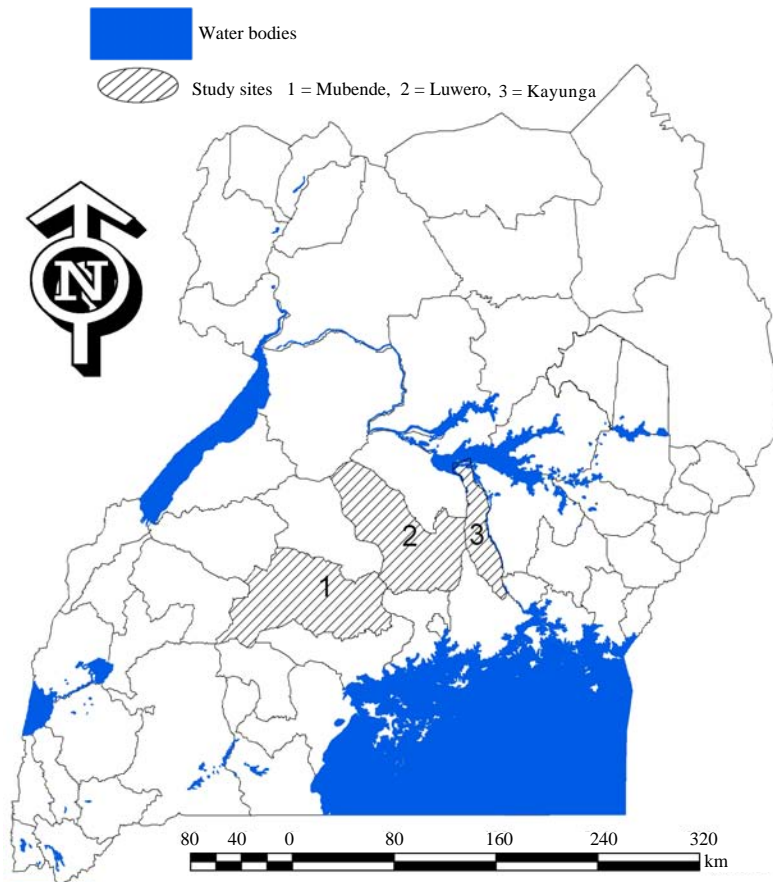 Water bodies
Study sites 1 = Mubende, 2 = Luwero, 3 = Kayunga
N
2
3
1
80 40 0 80 160 240 320
km